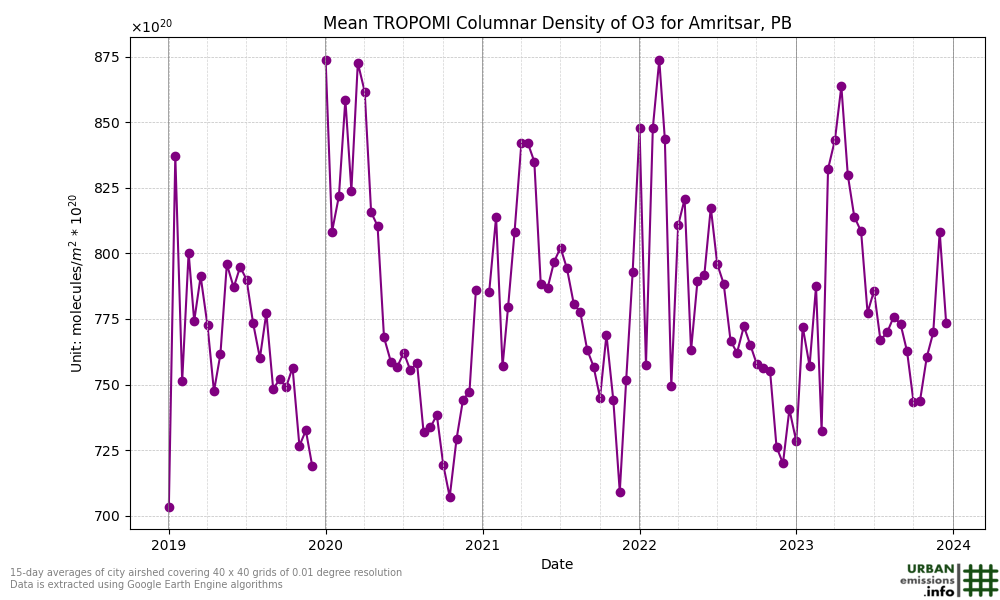 Mean TROPOMI Columnar Density of O3 for Amritsar, PB
×10²⁰
875
850
825
800
775
750
725
700
Unit: molecules/m² * 10²⁰
2019 2020 2021 2022 2023 2024
Date
15-day averages of city airshed covering 40 x 40 grids of 0.01 degree resolution
Data is extracted using Google Earth Engine algorithms
URBAN
emissions
.info